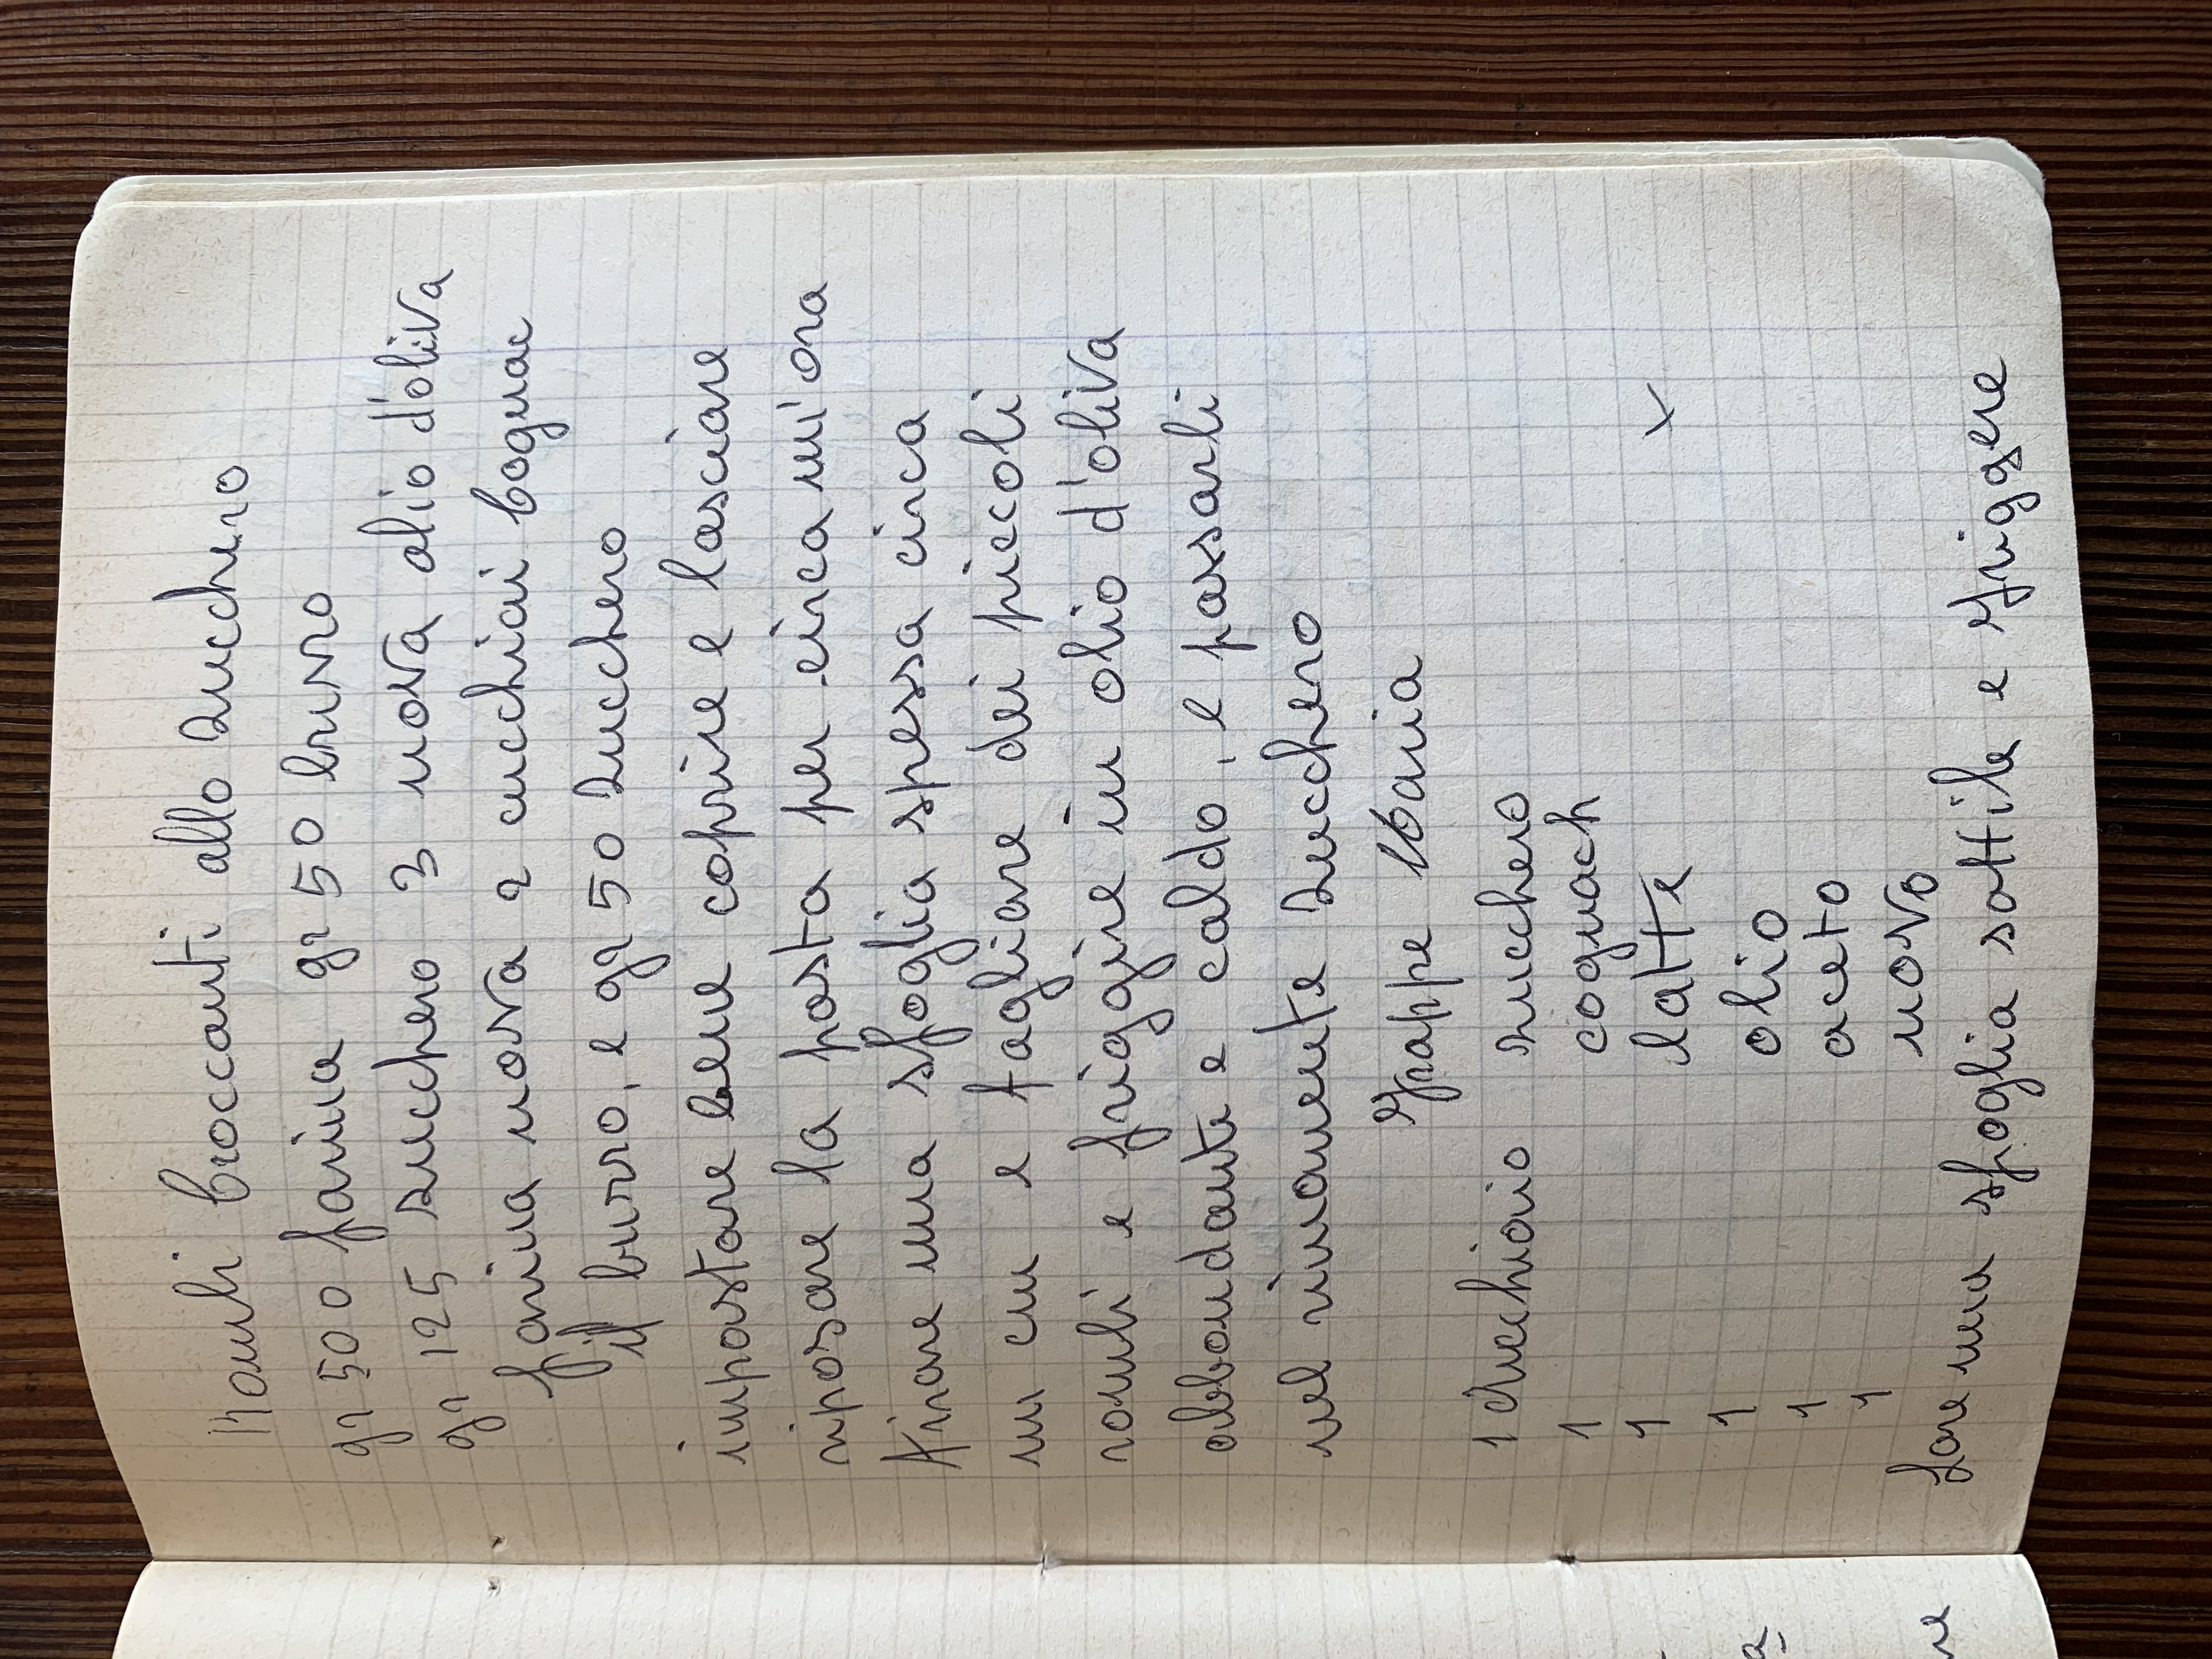 Rombi Croccanti allo zucchero
gr 500 farina gr 50 burro
gr 125 zucchero 3 uova olio d'oliva
farina uova 2 cucchiai Cognac
il burro, e gr 50 zucchero
impastare bene coprire e lasciare
riposare la pasta per circa un'ora
tirare una sfoglia spessa circa
un cm e tagliare dei piccoli
rombi e friggire in olio d'oliva
abbondante e caldo, e passarli
nel rimanente zucchero
Frappe Maria
1 Cucchiaio zucchero
1 cognach
1 latte
1 olio
1 aceto
1 uovo
Fare una sfoglia sottile e friggere
a
re